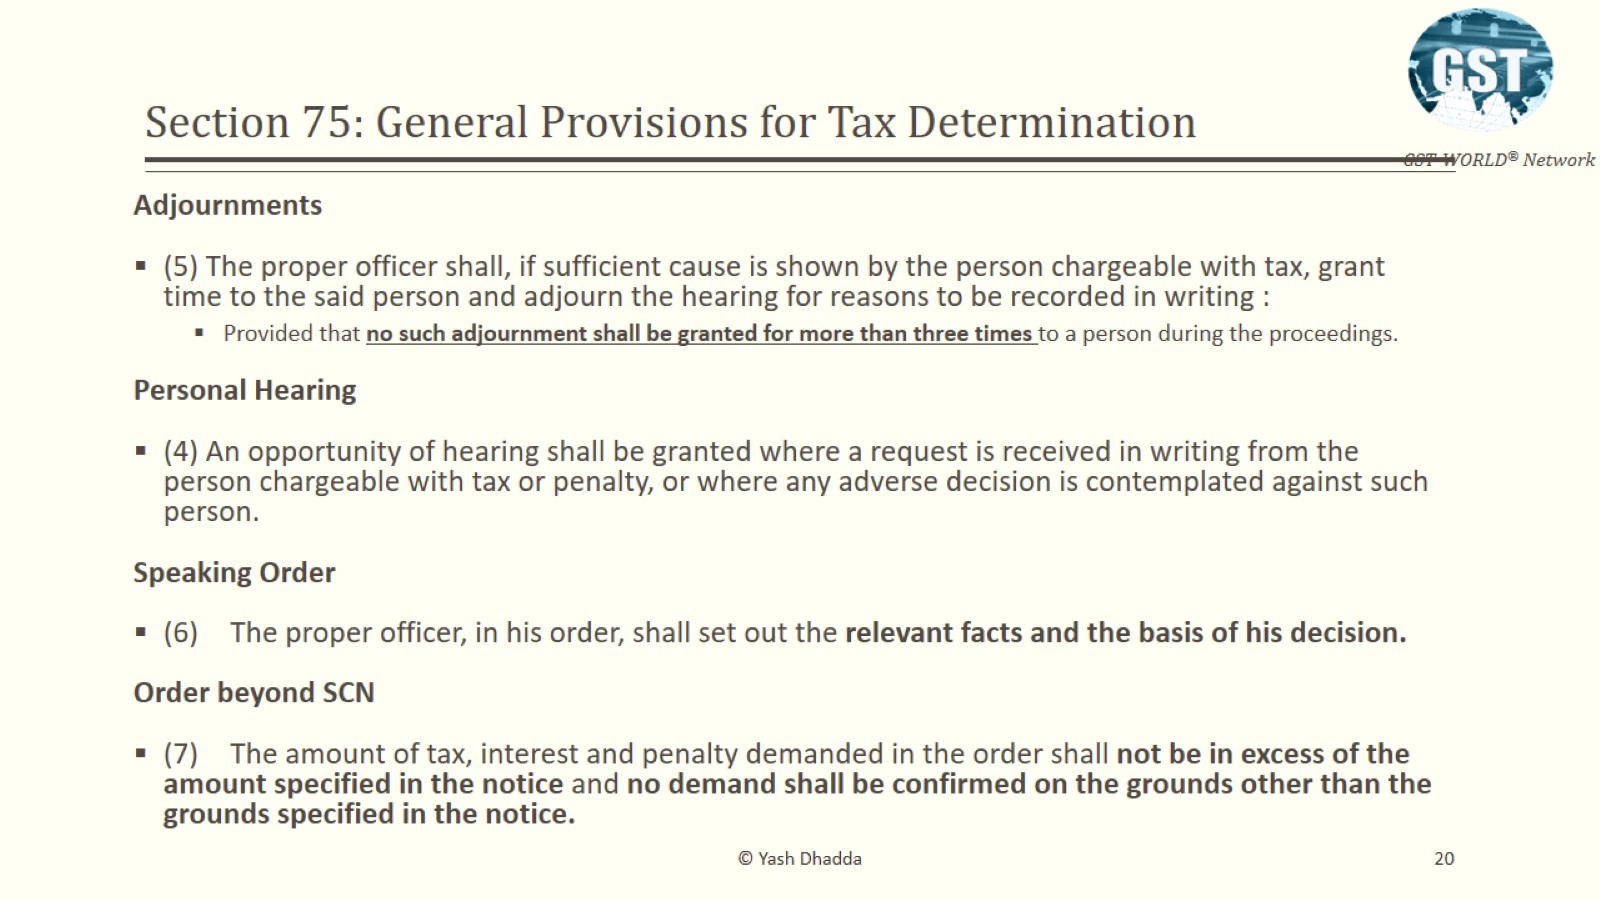 GST
Section 75: General Provisions for Tax Determination
GST WORLD® Network
Adjournments
▪ (5) The proper officer shall, if sufficient cause is shown by the person chargeable with tax, grant
time to the said person and adjourn the hearing for reasons to be recorded in writing :
▪ Provided that no such adjournment shall be granted for more than three times to a person during the proceedings.
Personal Hearing
▪ (4) An opportunity of hearing shall be granted where a request is received in writing from the
person chargeable with tax or penalty, or where any adverse decision is contemplated against such
person.
Speaking Order
▪ (6) The proper officer, in his order, shall set out the relevant facts and the basis of his decision.
Order beyond SCN
▪ (7) The amount of tax, interest and penalty demanded in the order shall not be in excess of the
amount specified in the notice and no demand shall be confirmed on the grounds other than the
grounds specified in the notice.
© Yash Dhadda
20